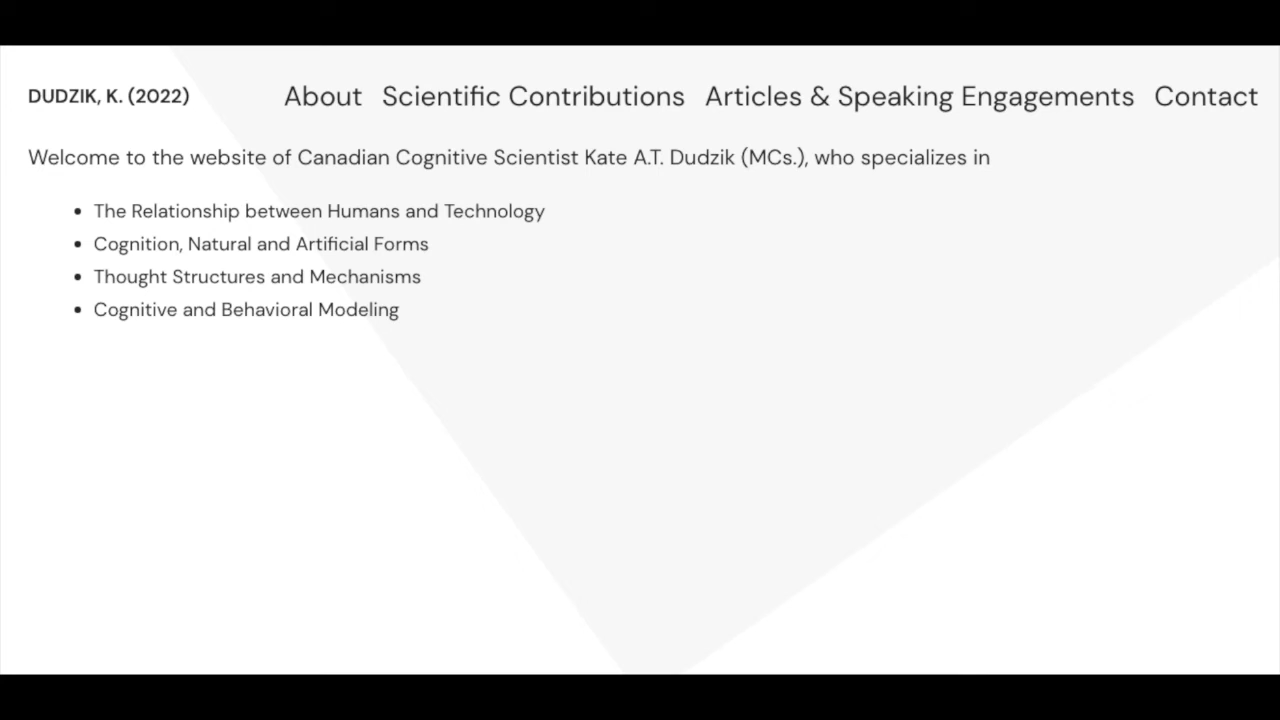 DUDZIK, K. (2022)
About Scientific Contributions Articles & Speaking Engagements Contact
Welcome to the website of Canadian Cognitive Scientist Kate A.T. Dudzik (MCs.), who specializes in
• The Relationship between Humans and Technology
• Cognition, Natural and Artificial Forms
• Thought Structures and Mechanisms
• Cognitive and Behavioral Modeling